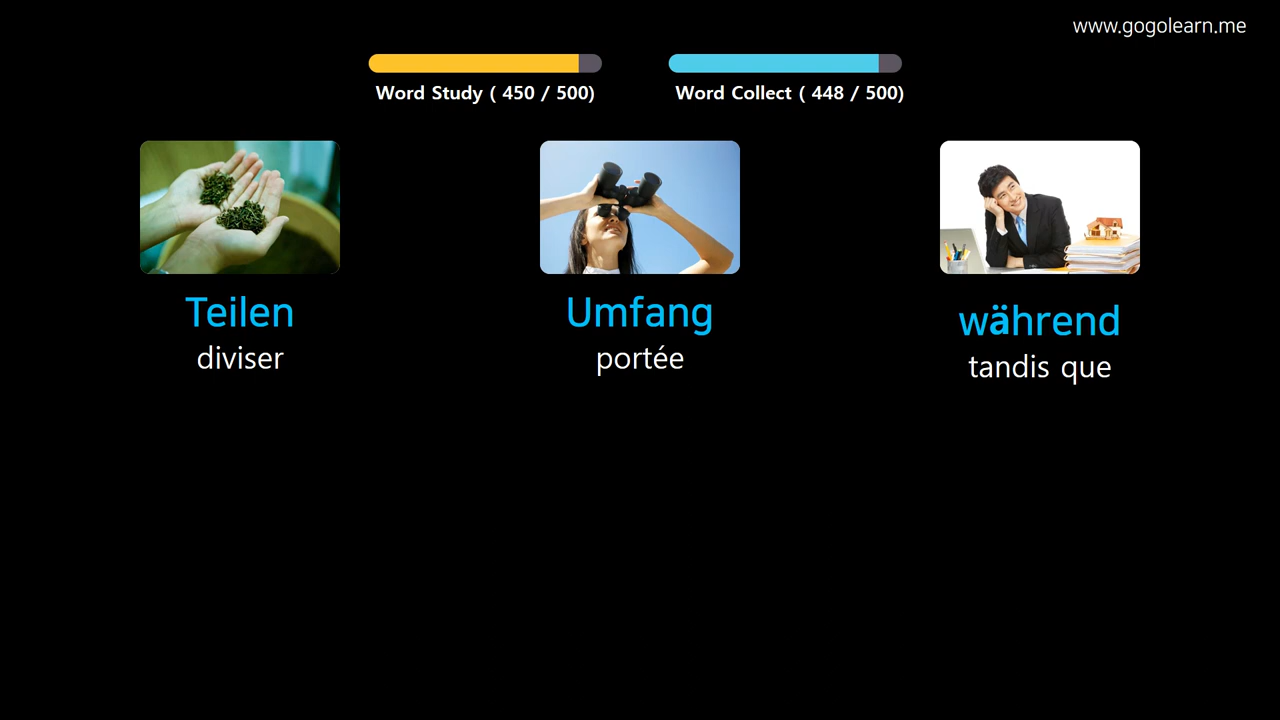 www.gogolearn.me
Word Study ( 450 / 500)
Word Collect ( 448 / 500)
Teilen
diviser
Umfang
portée
während
tandis que